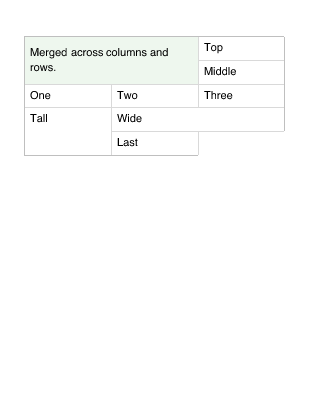 Merged across columns and
rows.
Top
Middle
One
Two
Three
Tall
Wide
Last